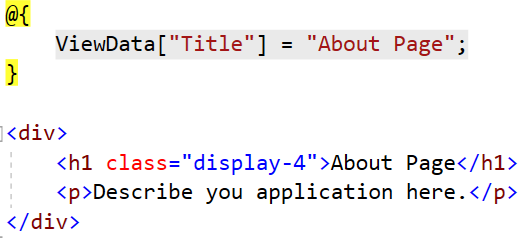 @{
    ViewData["Title"] = "About Page";
}
<div>
    <h1 class="display-4">About Page</h1>
    <p>Describe you application here.</p>
</div>